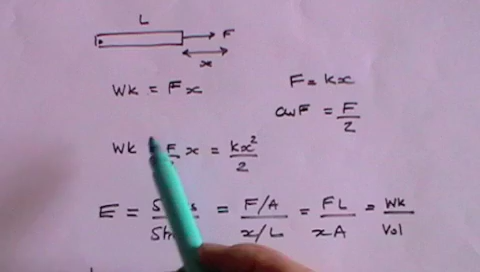 L
F
x
Wk = Fx
F = kx
avF = F/2
Wk = F x = kx²/2
E = = F/A / x/L = FL / xA = Wk / Vol